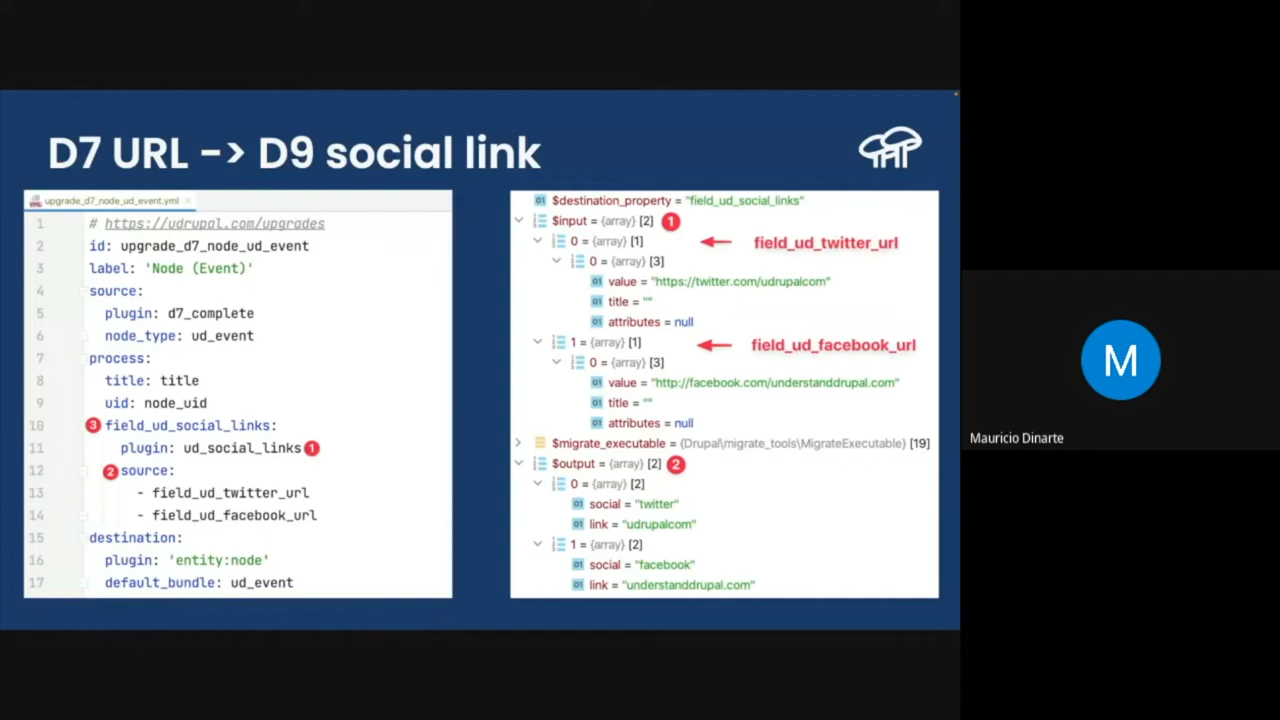 D7 URL -> D9 social link
upgrade_d7_node_ud_event.yml
1 # https://udrupal.com/upgrades
2 id: upgrade_d7_node_ud_event
3 label: 'Node (Event)'
4 source:
5 plugin: d7_complete
6 node_type: ud_event
7 process:
8 title: title
9 uid: node_uid
10 3 field_ud_social_links:
11 plugin: ud_social_links 1
12 2 source:
13 - field_ud_twitter_url
14 - field_ud_facebook_url
15 destination:
16 plugin: 'entity:node'
17 default_bundle: ud_event
$destination_property = "field_ud_social_links"
$input = {array} [2] 1
0 = {array} [1] field_ud_twitter_url
0 = {array} [3]
value = "https://twitter.com/udrupalcom"
title = ""
attributes = null
1 = {array} [1] field_ud_facebook_url
0 = {array} [3]
value = "http://facebook.com/understanddrupal.com"
title = ""
attributes = null
$migrate_executable = {Drupal\migrate_tools\MigrateExecutable} [19]
$output = {array} [2] 2
0 = {array} [2]
social = "twitter"
link = "udrupalcom"
1 = {array} [2]
social = "facebook"
link = "understanddrupal.com"
M
Mauricio Dinarte